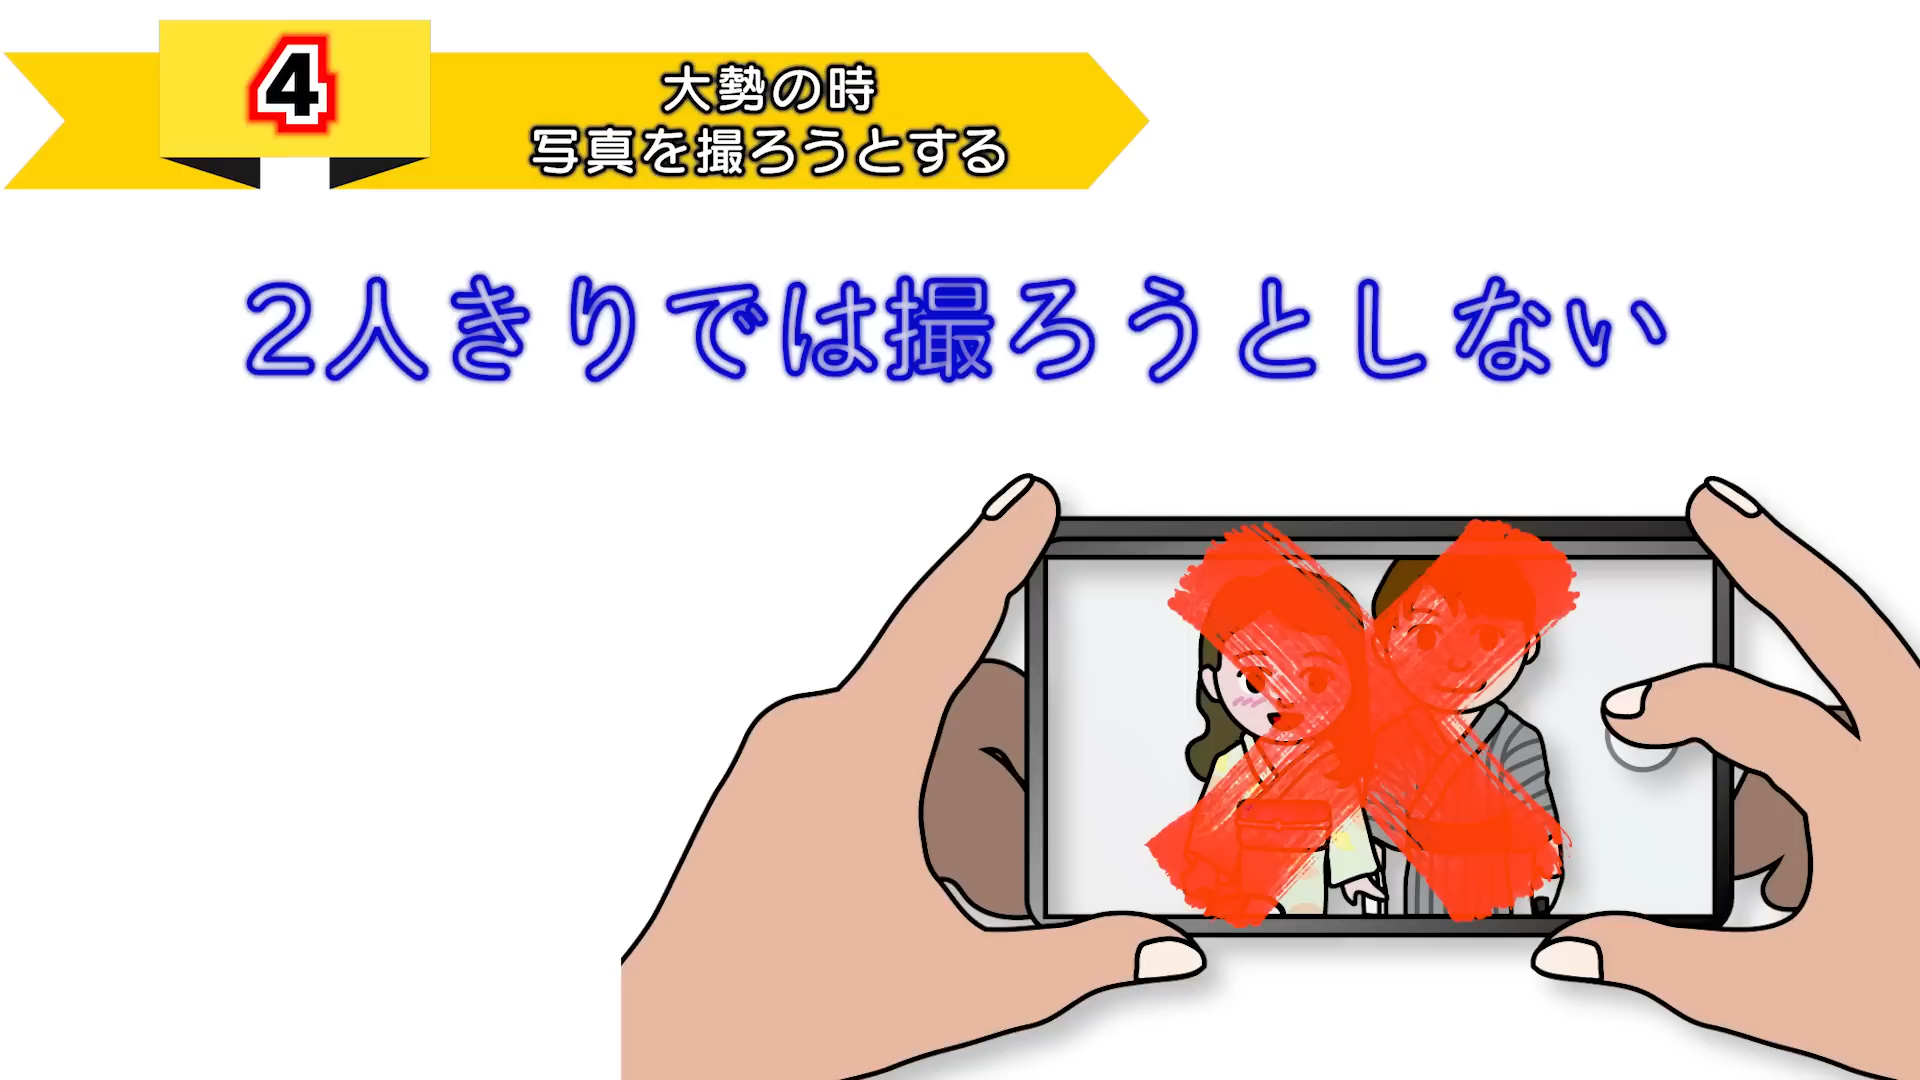 4
大勢の時
写真を撮ろうとする
2人きりでは撮ろうとしない